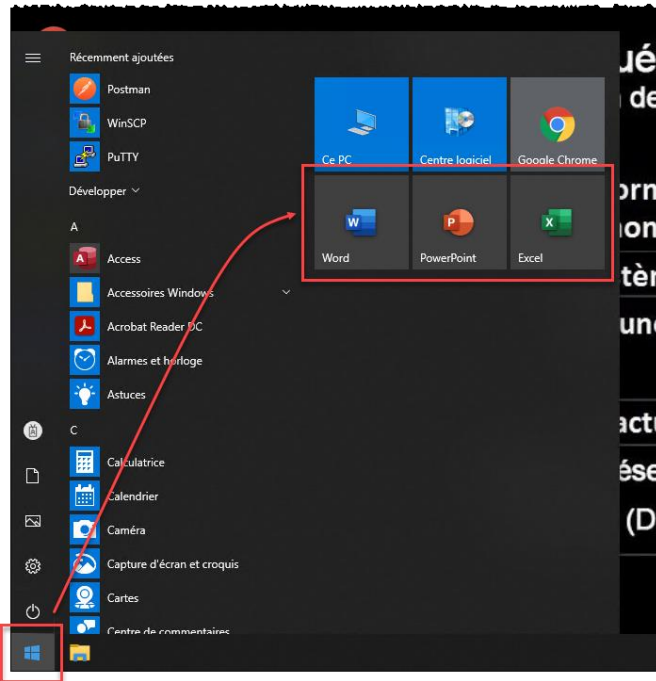 Récemment ajoutées
Postman
WinSCP
PuTTY
Développer
A
Access
Accessoires Windows
Acrobat Reader DC
Alarmes et horloge
Astuces
C
Calculatrice
Calendrier
Caméra
Capture d'écran et croquis
Cartes
Centre de commentaires
Ce PC
Centre logiciel
Google Chrome
Word
PowerPoint
Excel
(D